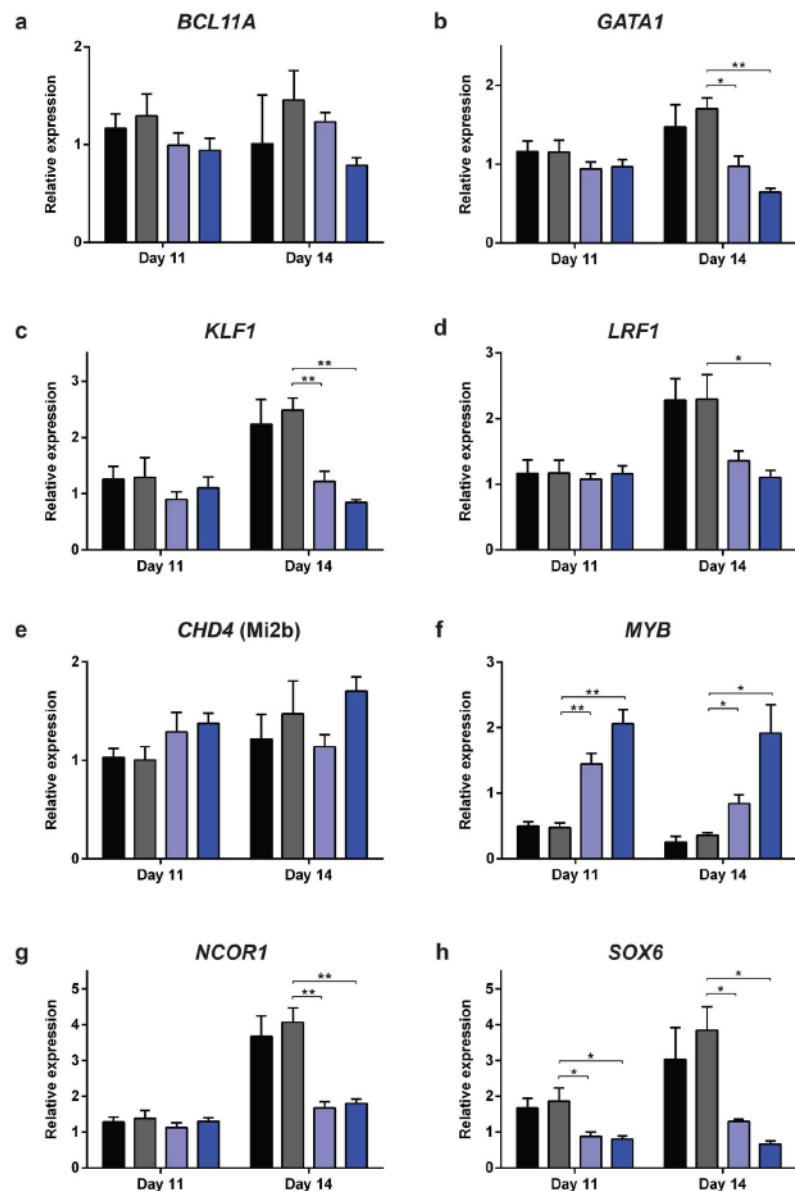 a BCL11A
2
**
1
Relative expression
0
Day 11 Day 14
b GATA1
2
**
*
1
Relative expression
0
Day 11 Day 14
c KLF1
3
**
**
2
1
Relative expression
0
Day 11 Day 14
d LRF1
3
*
2
1
Relative expression
0
Day 11 Day 14
e CHD4 (Mi2b)
2
1
Relative expression
0
Day 11 Day 14
f MYB
3
** *
** *
2
1
Relative expression
0
Day 11 Day 14
g NCOR1
5
**
**
4
3
2
1
Relative expression
0
Day 11 Day 14
h SOX6
5
*
*
4
3
*
*
2
1
Relative expression
0
Day 11 Day 14